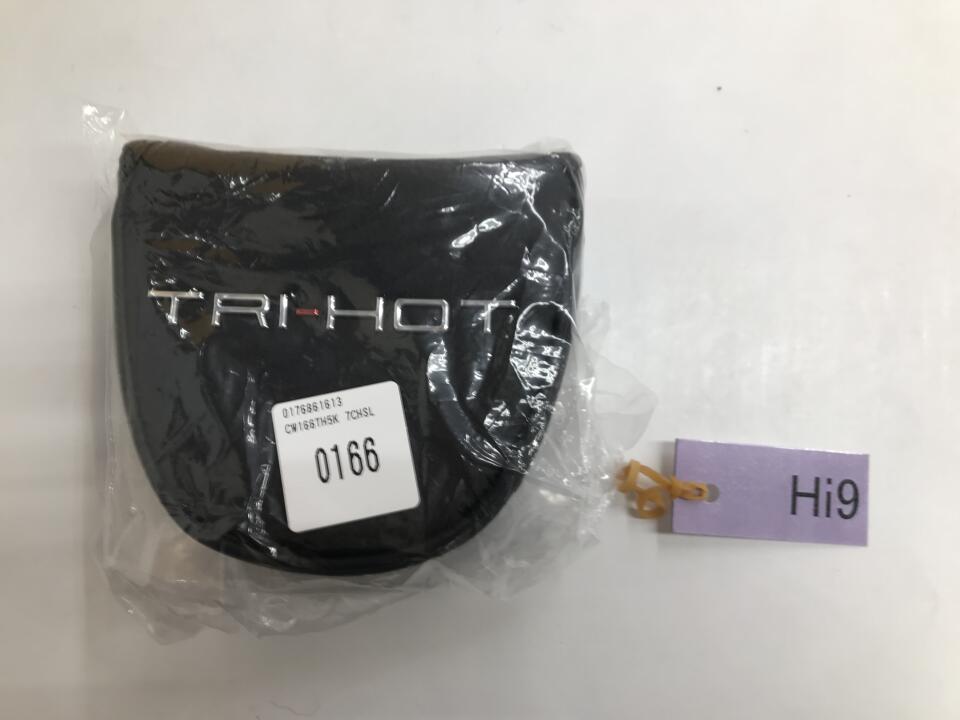 TRI-HOT
0176861613
CW166TH5K 7CHSL
0166
Hi9